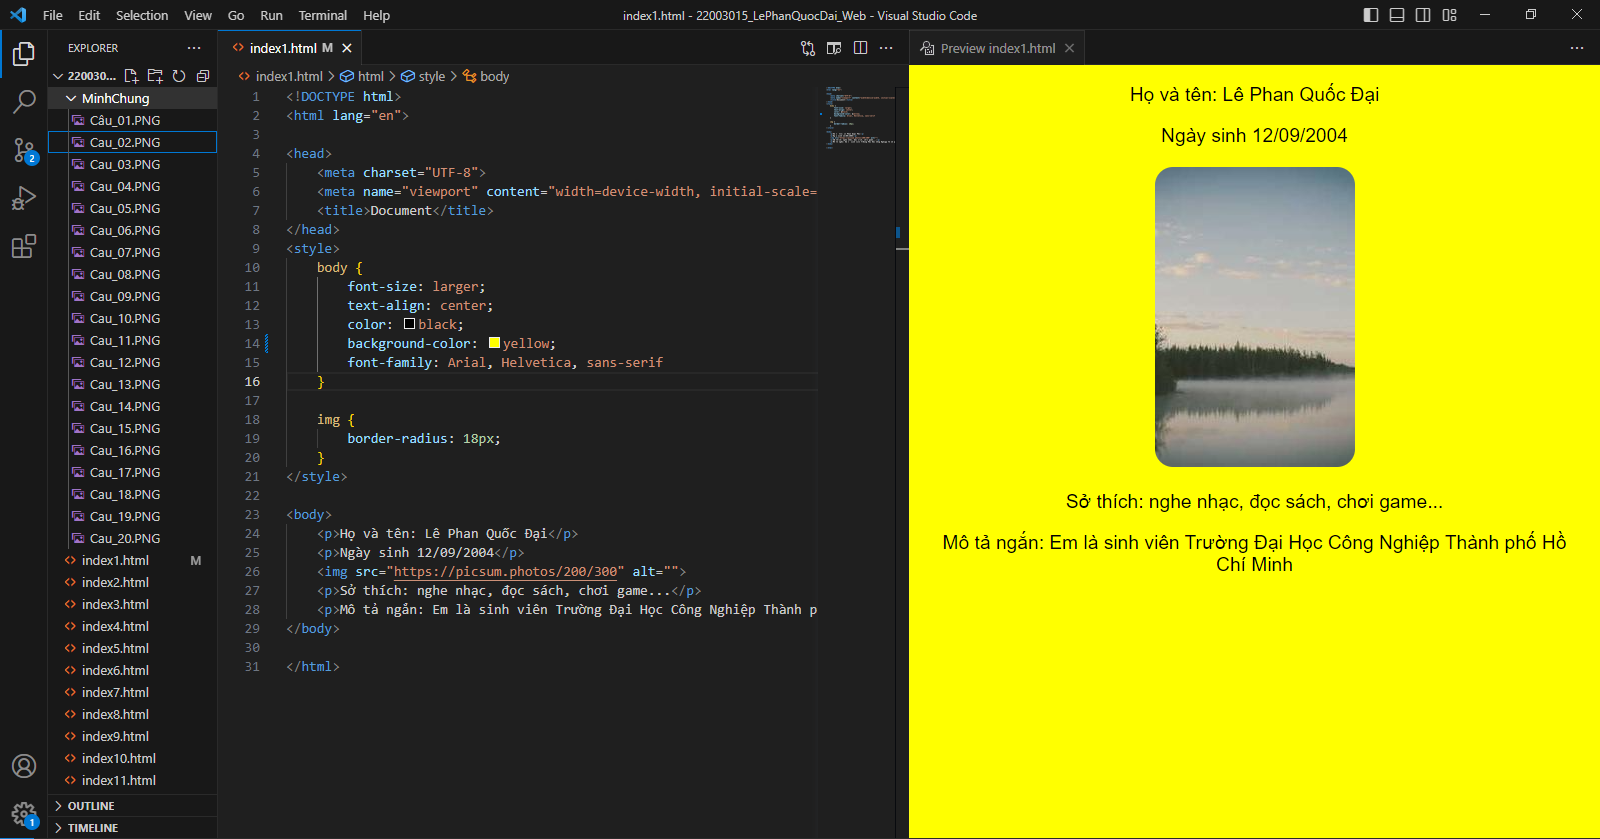 File Edit Selection View Go Run Terminal Help
index1.html - 22003015_LePhanQuocDai_Web - Visual Studio Code
EXPLORER
220030...
MinhChung
Câu_01.PNG
Cau_02.PNG
Cau_03.PNG
Cau_04.PNG
Cau_05.PNG
Cau_06.PNG
Cau_07.PNG
Cau_08.PNG
Cau_09.PNG
Cau_10.PNG
Cau_11.PNG
Cau_12.PNG
Cau_13.PNG
Cau_14.PNG
Cau_15.PNG
Cau_16.PNG
Cau_17.PNG
Cau_18.PNG
Cau_19.PNG
Cau_20.PNG
index1.html M
index2.html
index3.html
index4.html
index5.html
index6.html
index7.html
index8.html
index9.html
index10.html
index11.html
OUTLINE
TIMELINE
2
1
index1.html M
index1.html > html > style > body
1 <!DOCTYPE html>
2 <html lang="en">
3
4 <head>
5 <meta charset="UTF-8">
6 <meta name="viewport" content="width=device-width, initial-scale=
7 <title>Document</title>
8 </head>
9 <style>
10 body {
11 font-size: larger;
12 text-align: center;
13 color: black;
14 background-color: yellow;
15 font-family: Arial, Helvetica, sans-serif
16 }
17
18 img {
19 border-radius: 18px;
20 }
21 </style>
22
23 <body>
24 <p>Họ và tên: Lê Phan Quốc Đại</p>
25 <p>Ngày sinh 12/09/2004</p>
26 <img src="https://picsum.photos/200/300" alt="">
27 <p>Sở thích: nghe nhạc, đọc sách, chơi game...</p>
28 <p>Mô tả ngắn: Em là sinh viên Trường Đại Học Công Nghiệp Thành p
29 </body>
30
31 </html>
Preview index1.html
Họ và tên: Lê Phan Quốc Đại
Ngày sinh 12/09/2004
Sở thích: nghe nhạc, đọc sách, chơi game...
Mô tả ngắn: Em là sinh viên Trường Đại Học Công Nghiệp Thành phố Hồ
Chí Minh